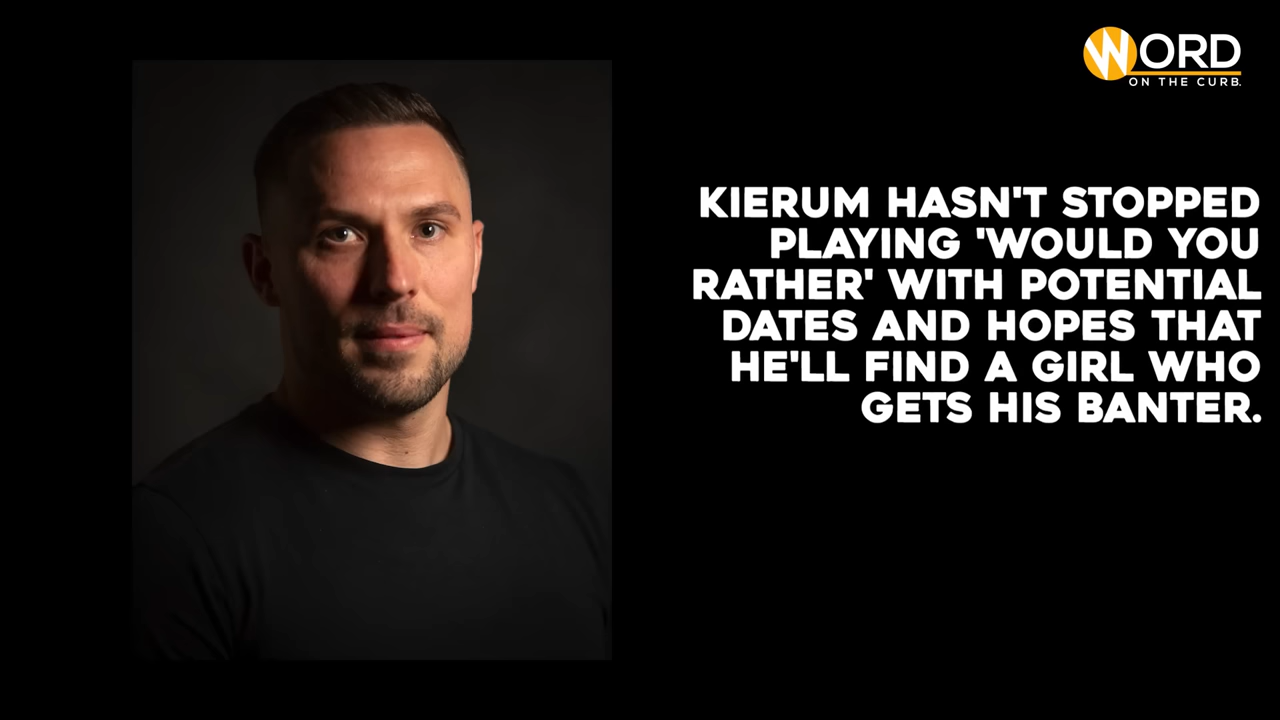 WORD
ON THE CURB.
KIERUM HASN'T STOPPED
PLAYING 'WOULD YOU
RATHER' WITH POTENTIAL
DATES AND HOPES THAT
HE'LL FIND A GIRL WHO
GETS HIS BANTER.